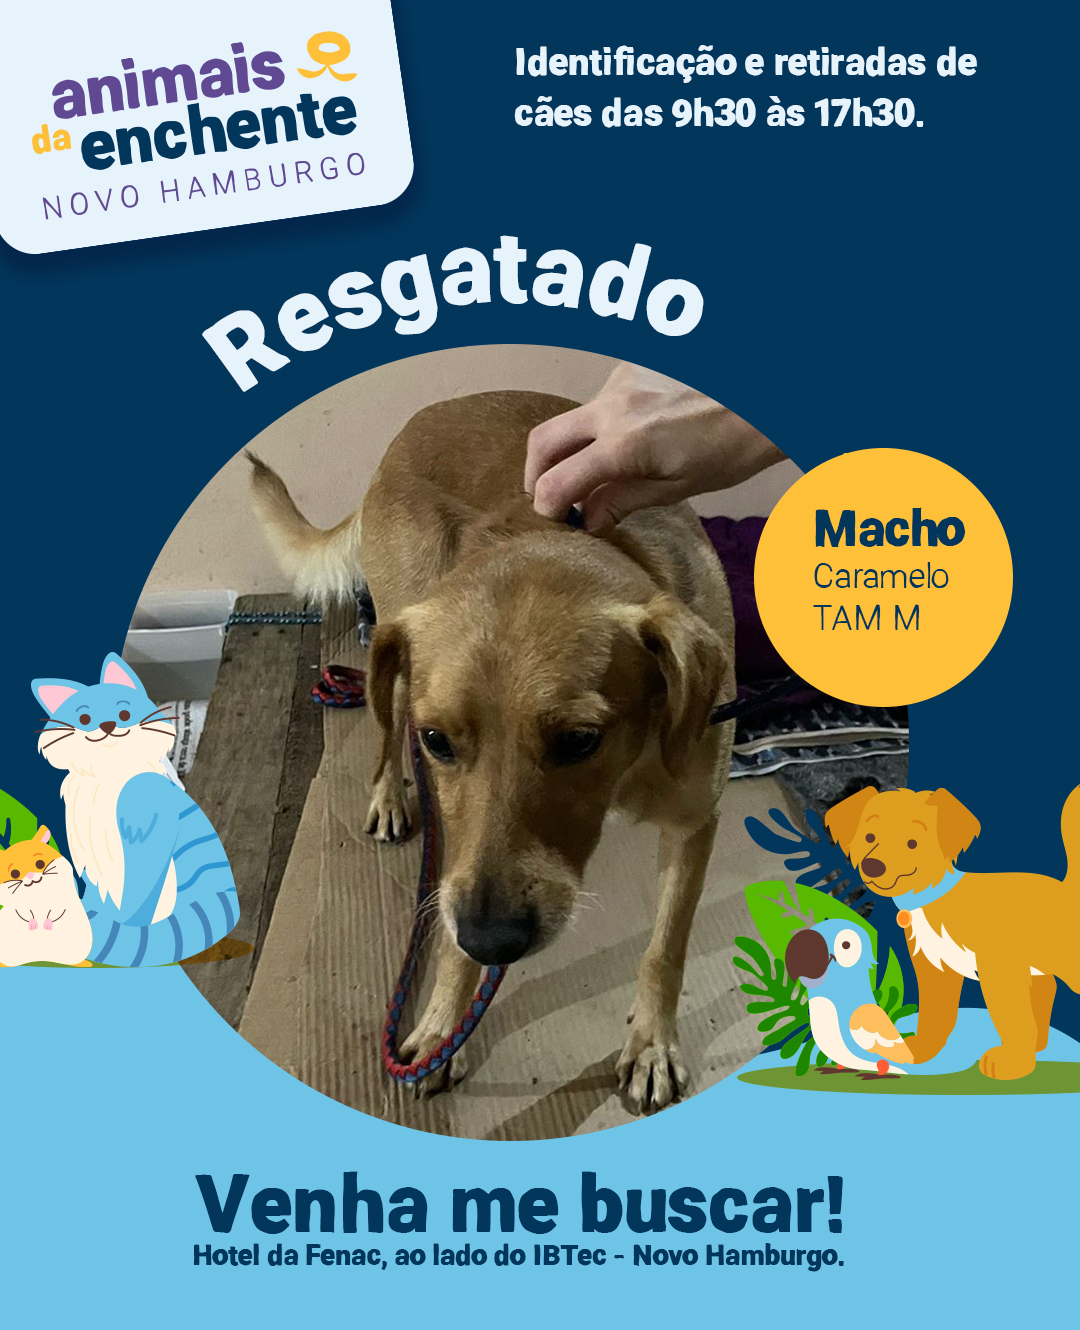 animais
da enchente
NOVO HAMBURGO
Identificação e retiradas de
cães das 9h30 às 17h30.
Resgatado
Macho
Caramelo
TAM M
Venha me buscar!
Hotel da Fenac, ao lado do IBTec - Novo Hamburgo.